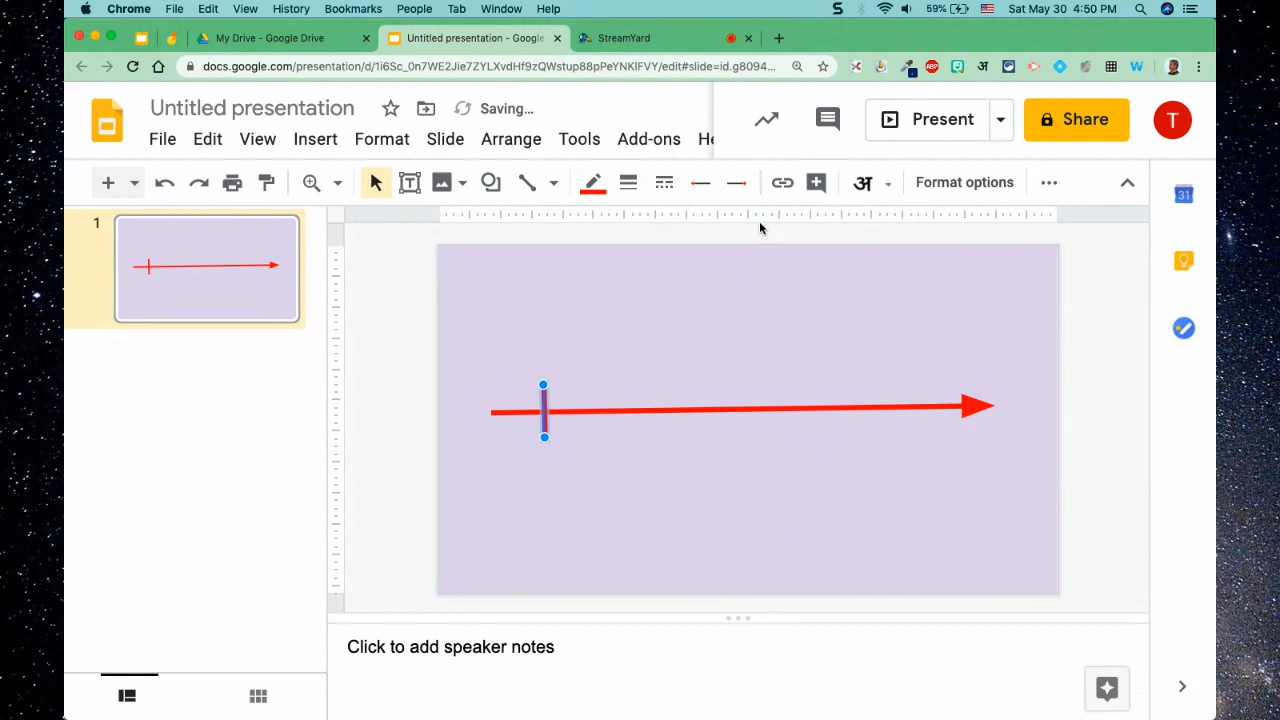 Chrome File Edit View History Bookmarks People Tab Window Help S 59% Sat May 30 4:50 PM
My Drive - Google Drive Untitled presentation - Google StreamYard
docs.google.com/presentation/d/1i6Sc_0n7WE2Jie7ZYLXvdHf9zQWstup88pPeYNKlFVY/edit#slide=id.g8094... ABP अ W
Untitled presentation Saving...
File Edit View Insert Format Slide Arrange Tools Add-ons He
Present Share T
अ Format options
31
1
Click to add speaker notes